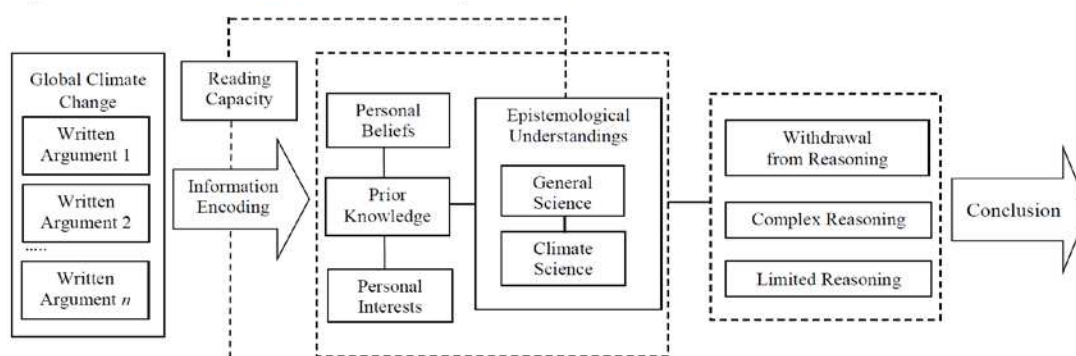 Global Climate
Change
Written
Argument 1
Written
Argument 2
.....
Written
Argument n
Reading
Capacity
Information
Encoding
Personal
Beliefs
Prior
Knowledge
Personal
Interests
Epistemological
Understandings
General
Science
Climate
Science
Withdrawal
from Reasoning
Complex Reasoning
Limited Reasoning
Conclusion